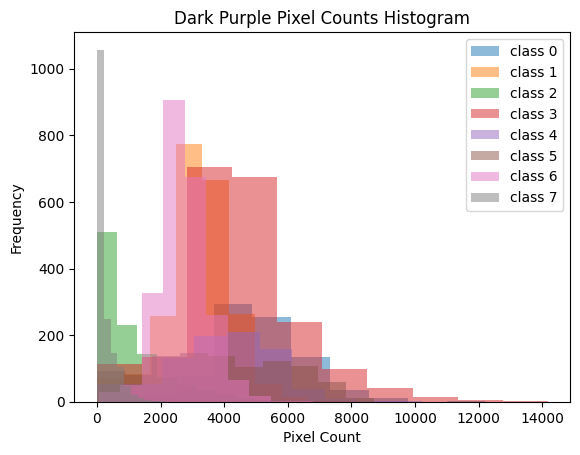 Dark Purple Pixel Counts Histogram
class 0
class 1
class 2
class 3
class 4
class 5
class 6
class 7
Frequency
1000
800
600
400
200
0
0 2000 4000 6000 8000 10000 12000 14000
Pixel Count